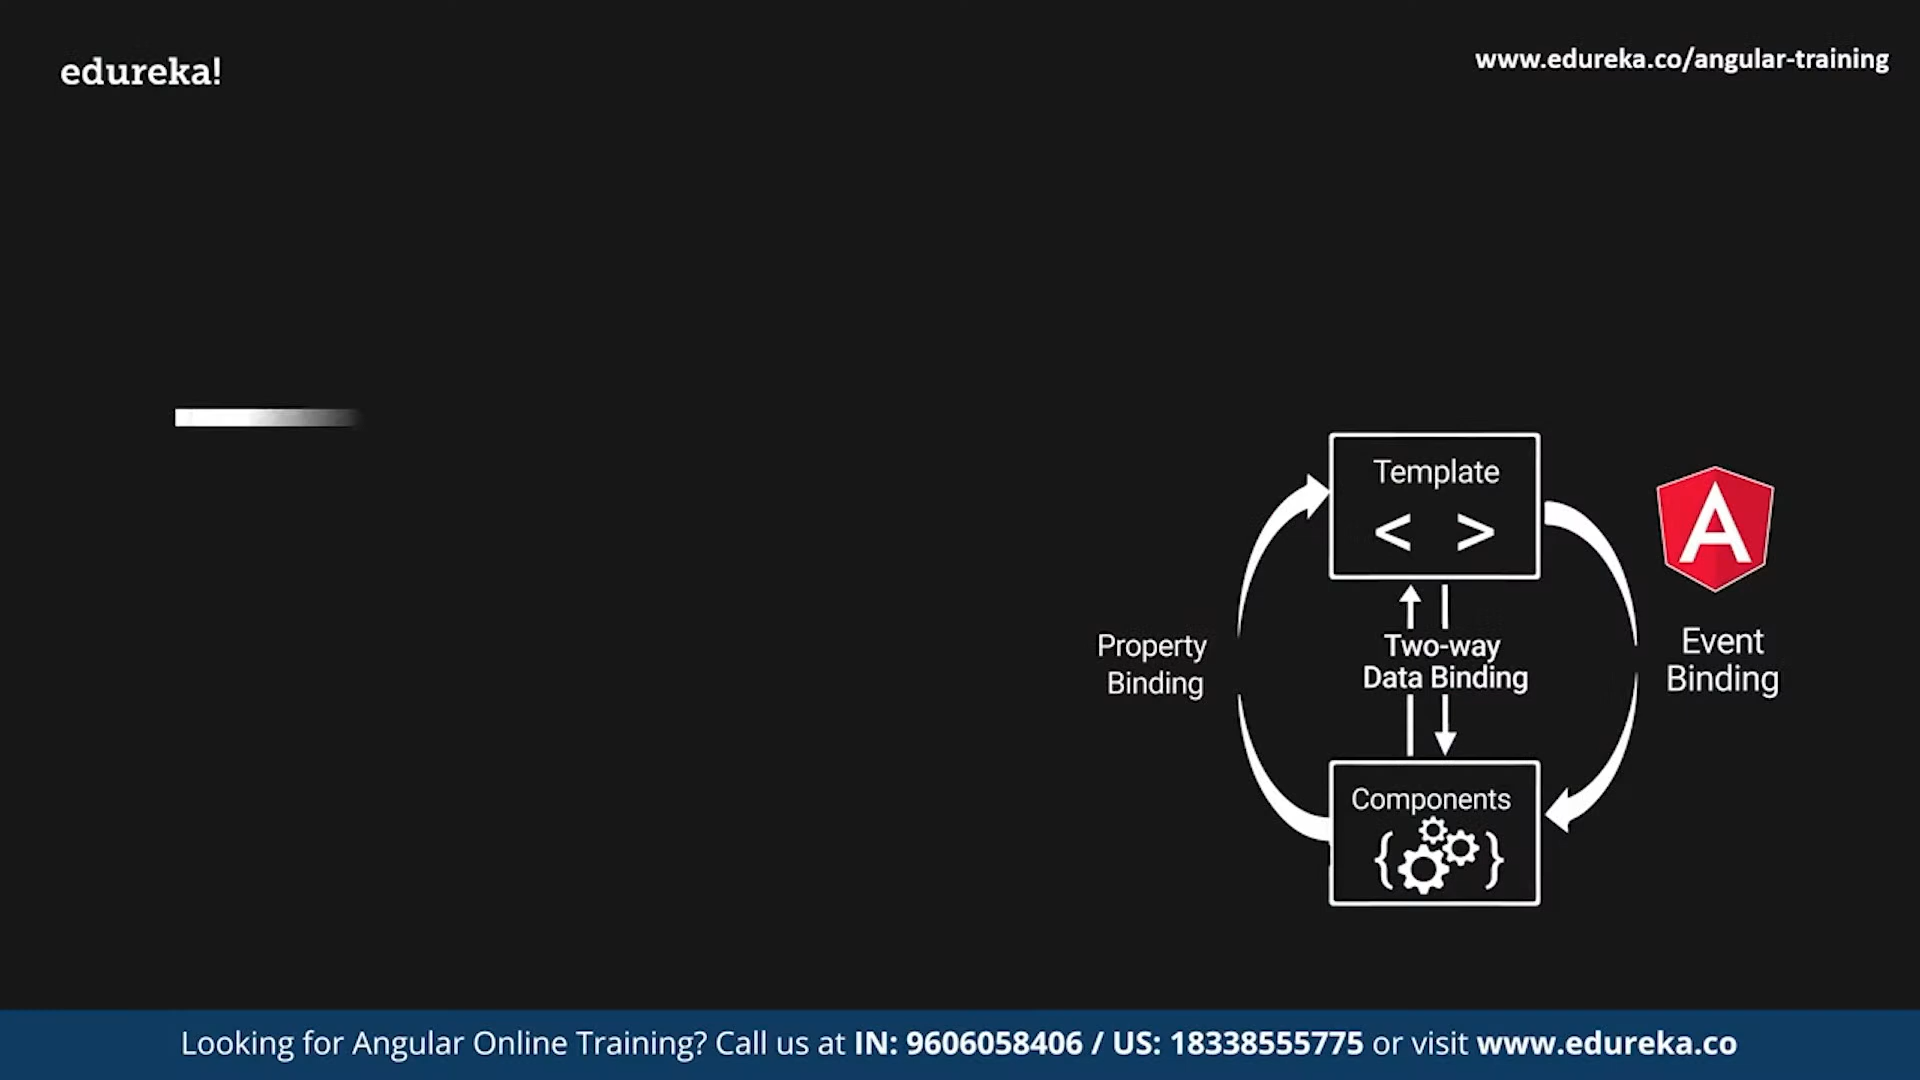 edureka!
www.edureka.co/angular-training
Template
< >
Property
Binding
Two-way
Data Binding
Event
Binding
Components
{ }
Looking for Angular Online Training? Call us at IN: 9606058406 / US: 18338555775 or visit www.edureka.co